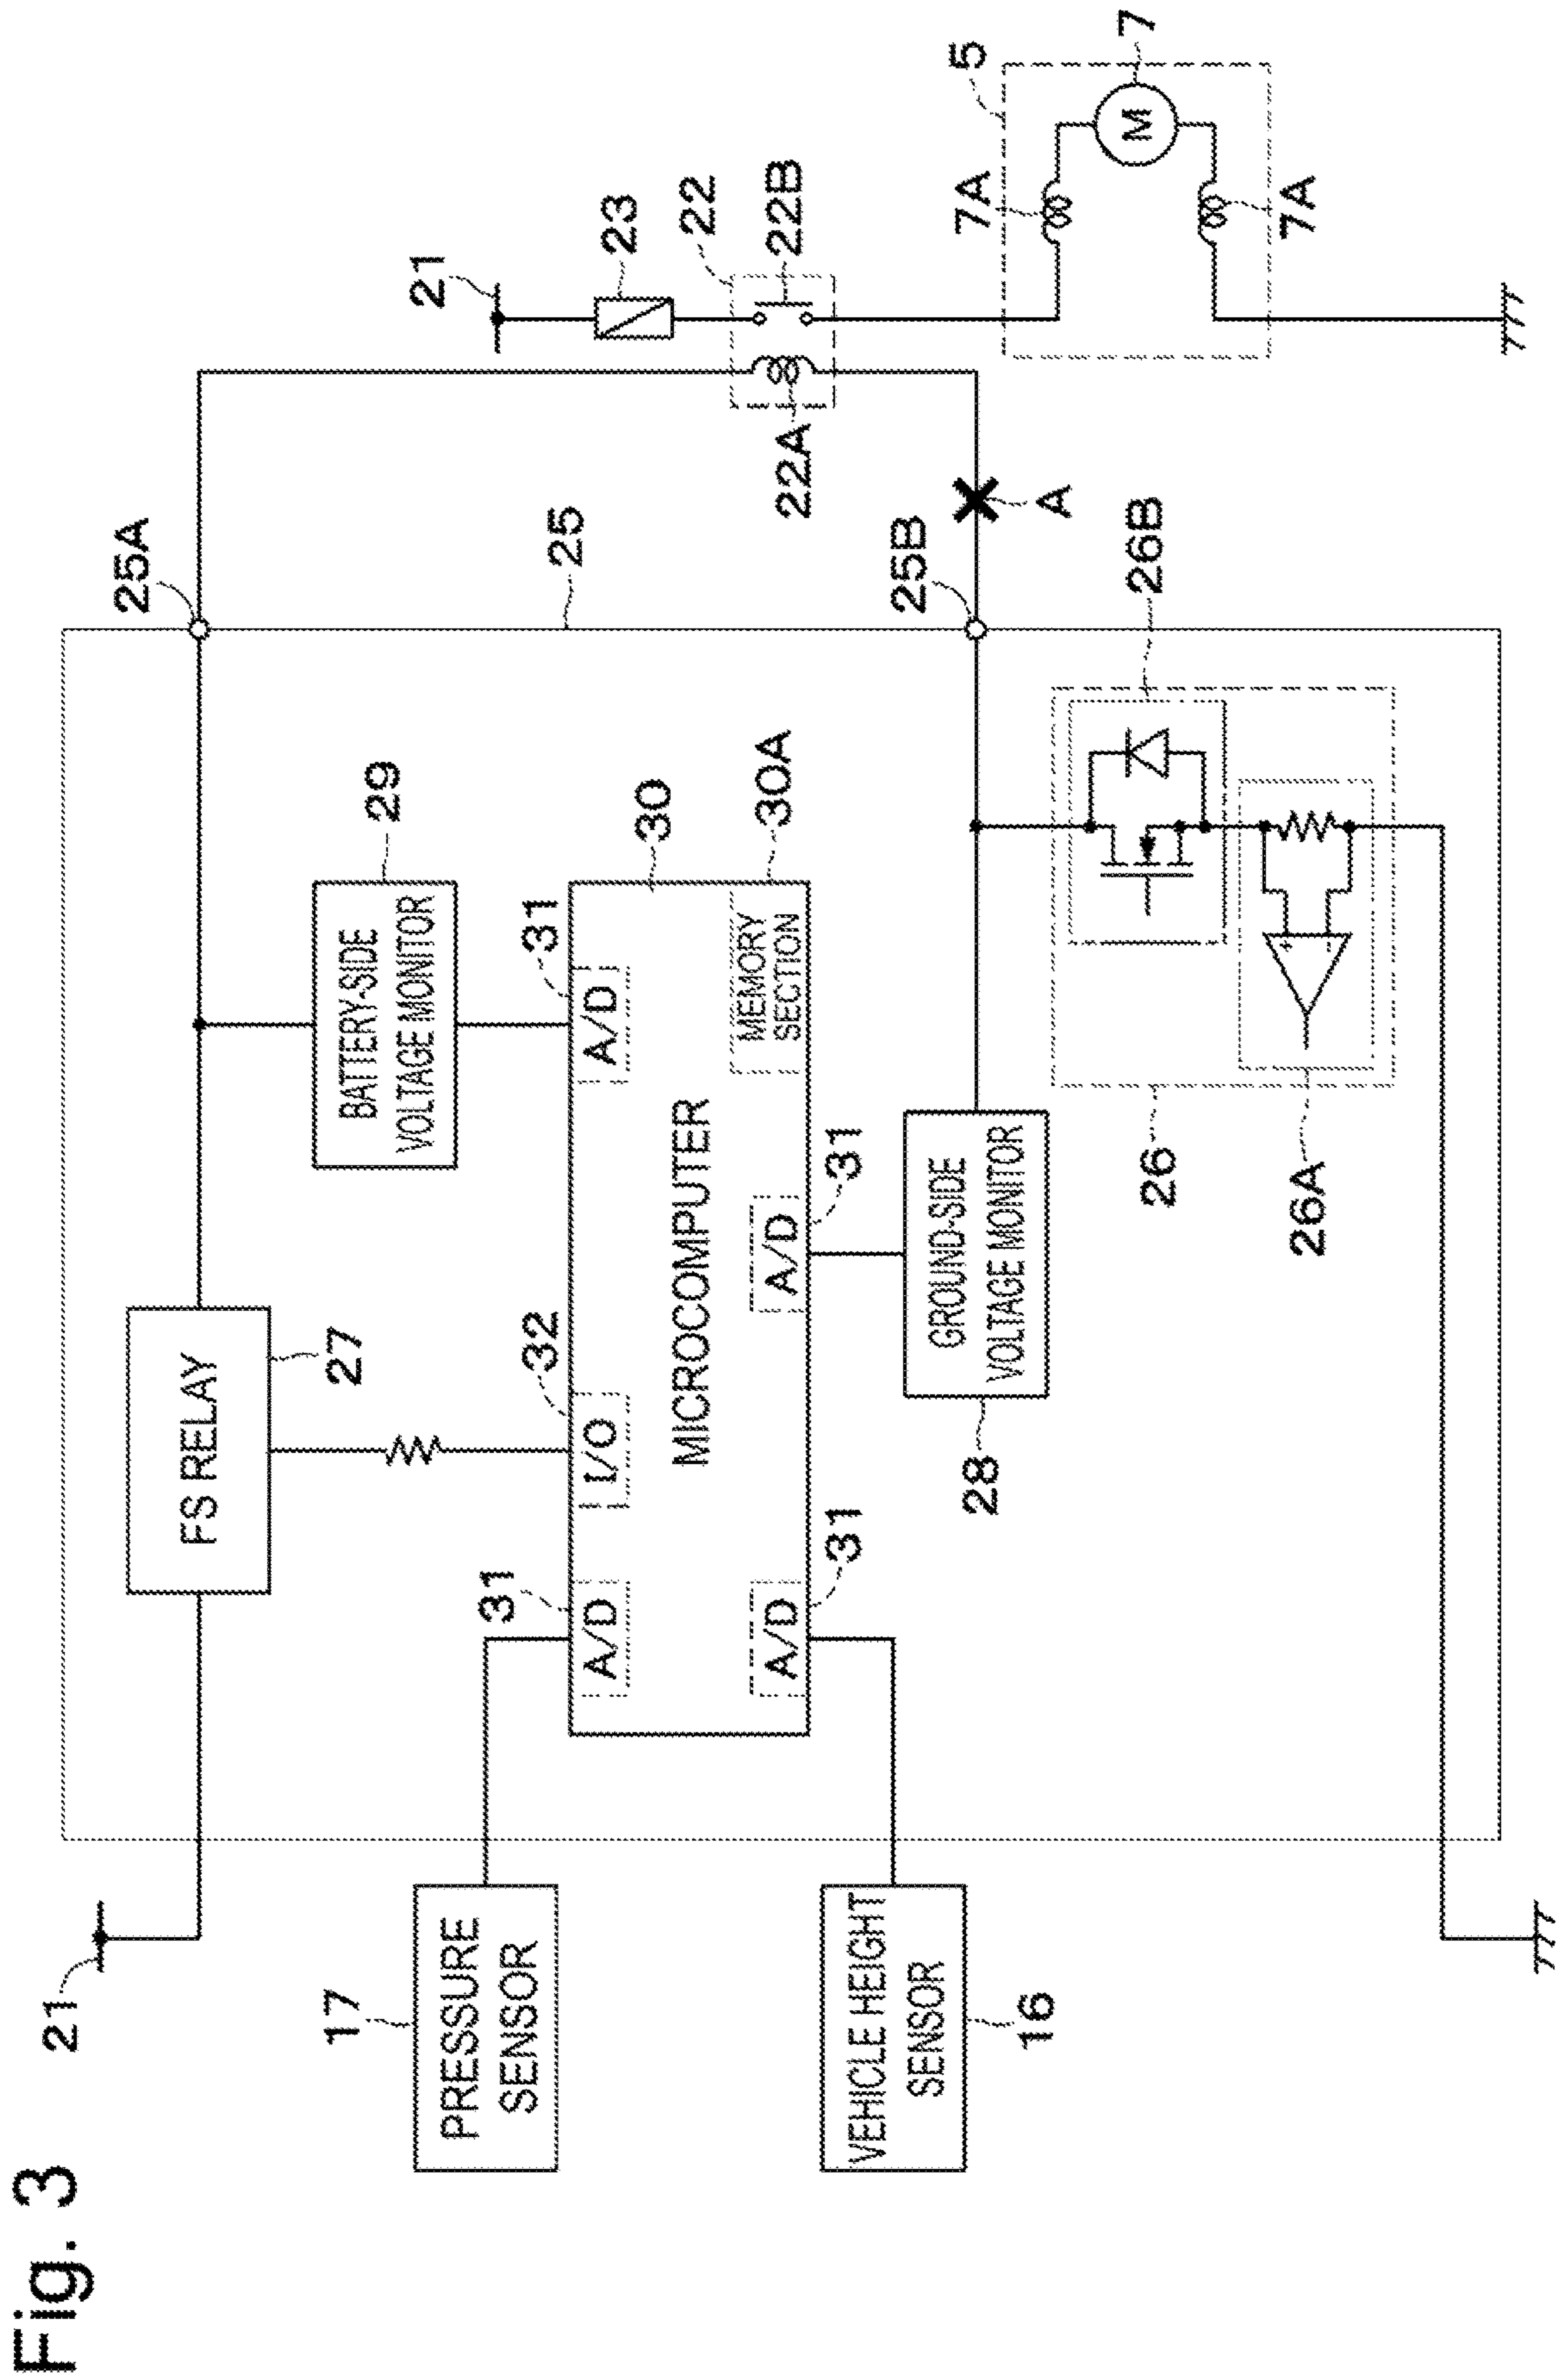 Fig. 3
21
25A
21
FS RELAY
27
29
BATTERY-SIDE
VOLTAGE MONITOR
25
23
22
22B
22A
17
PRESSURE
SENSOR
31
A/D
32
I/O
31
A/D
30
MICROCOMPUTER
30A
MEMORY
SECTION
A/D
31
A/D
31
VEHICLE HEIGHT
SENSOR
16
GROUND-SIDE
VOLTAGE MONITOR
28
25B
A
26B
26
26A
5
7A
M
7
7A